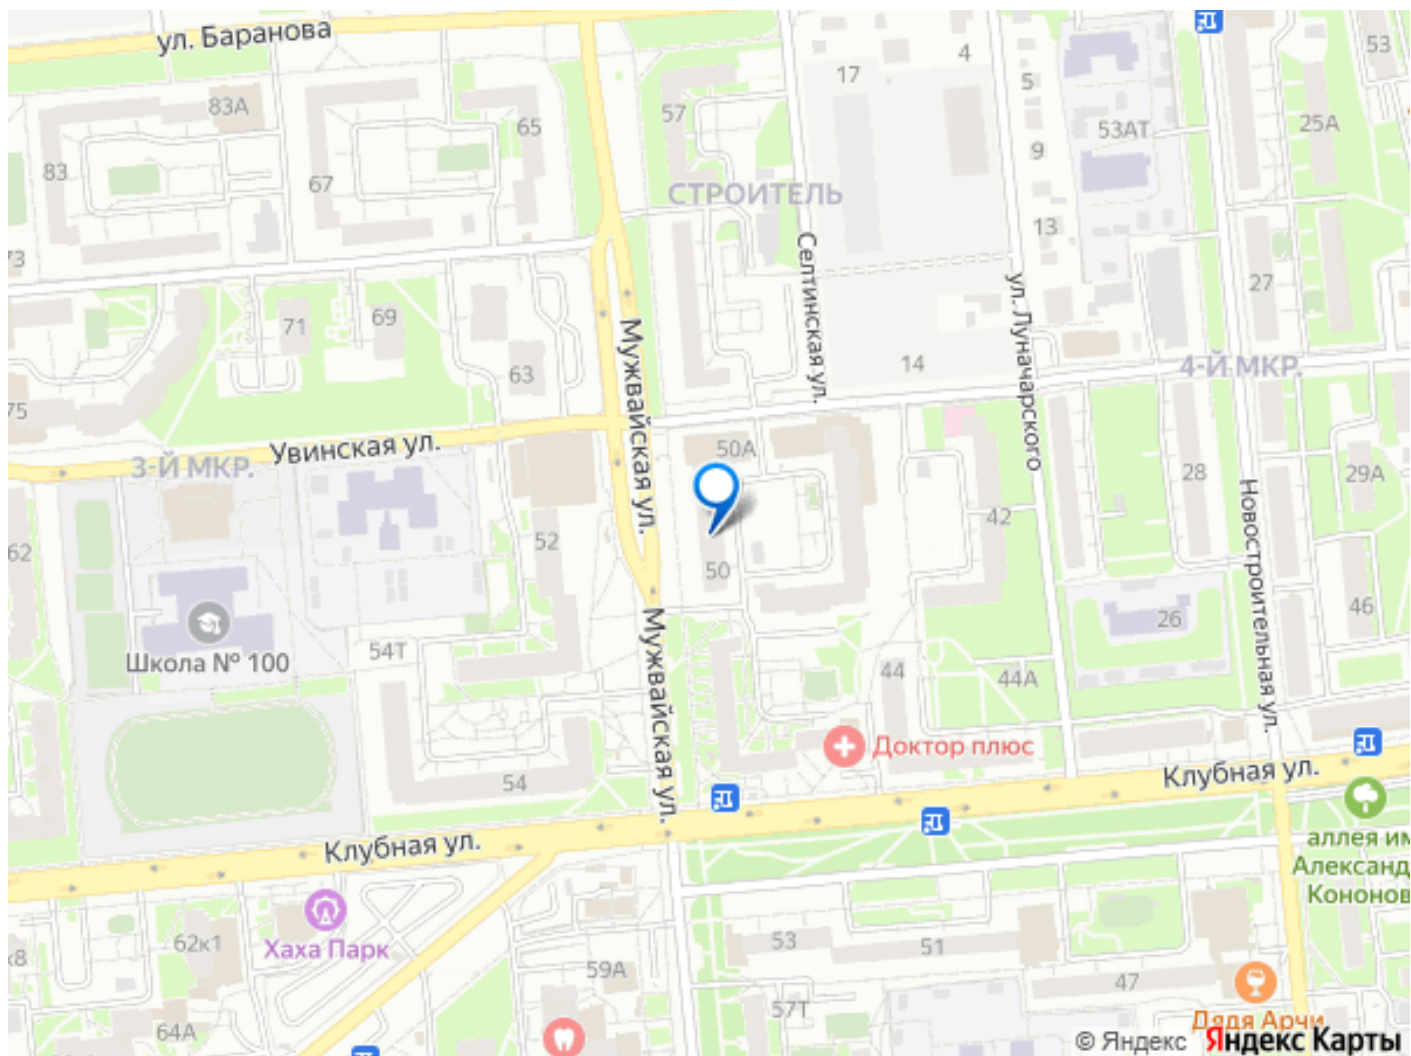 ул. Баранова
83А
83
67
65
57
17
4
5
9
13
53АТ
53
25А
СТРОИТЕЛЬ
73
Селтинская ул.
27
71
69
63
75
Мужвайская ул.
ул. Луначарского
14
4-Й МКР.
Увинская ул.
3-Й МКР.
50А
28
29А
62
52
50
42
Новостроительная ул.
46
26
Школа № 100
54Т
Мужвайская ул.
44
44А
Доктор плюс
54
Клубная ул.
Клубная ул.
аллея им
Александ
Кононов
Хаха Парк
62к1
к8
53
51
59А
47
57Т
64А
Дядя Арчи
© Яндекс Яндекс Карты